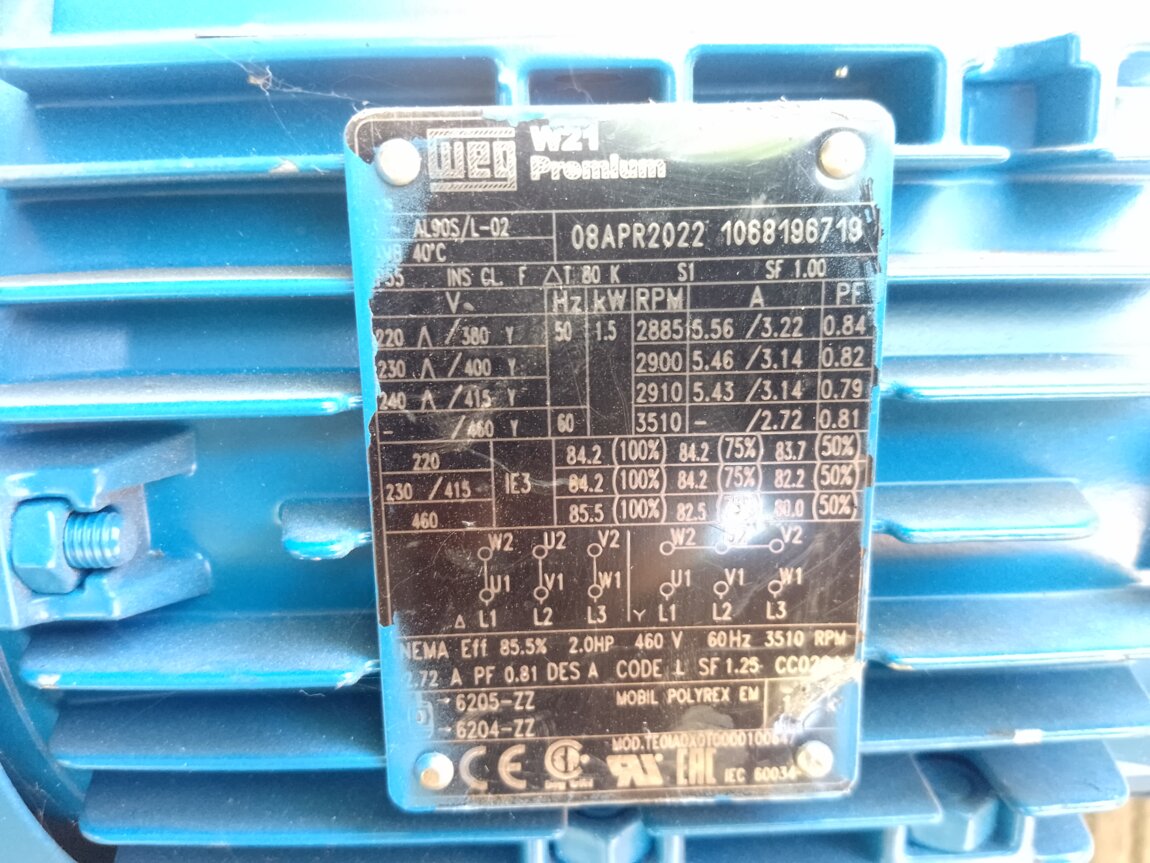 WEG W21
Premium
AL90S/L-02 08APR2022 1068196719
40°C
INS CL. F △T 80 K S1 SF 1.00
V~ Hz kW RPM A PF
220 △/380 Y 50 1.5 2885 5.56 /3.22 0.84
230 △/400 Y 2900 5.46 /3.14 0.82
240 △/415 Y 2910 5.43 /3.14 0.79
- /460 Y 60 3510 - /2.72 0.81
220 84.2 (100%) 84.2 (75%) 83.7 (50%)
230 /415 IE3 84.2 (100%) 84.2 (75%) 82.2 (50%)
460 85.5 (100%) 82.5 80.0 (50%)
W2 U2 V2 W2 V2
U1 V1 W1 U1 V1 W1
△ L1 L2 L3 Y L1 L2 L3
NEMA Eff 85.5% 2.0HP 460 V 60Hz 3510 RPM
2.72 A PF 0.81 DES A CODE L SF 1.25
6205-ZZ MOBIL POLYREX EM
6204-ZZ
CE EAC IEC 60034